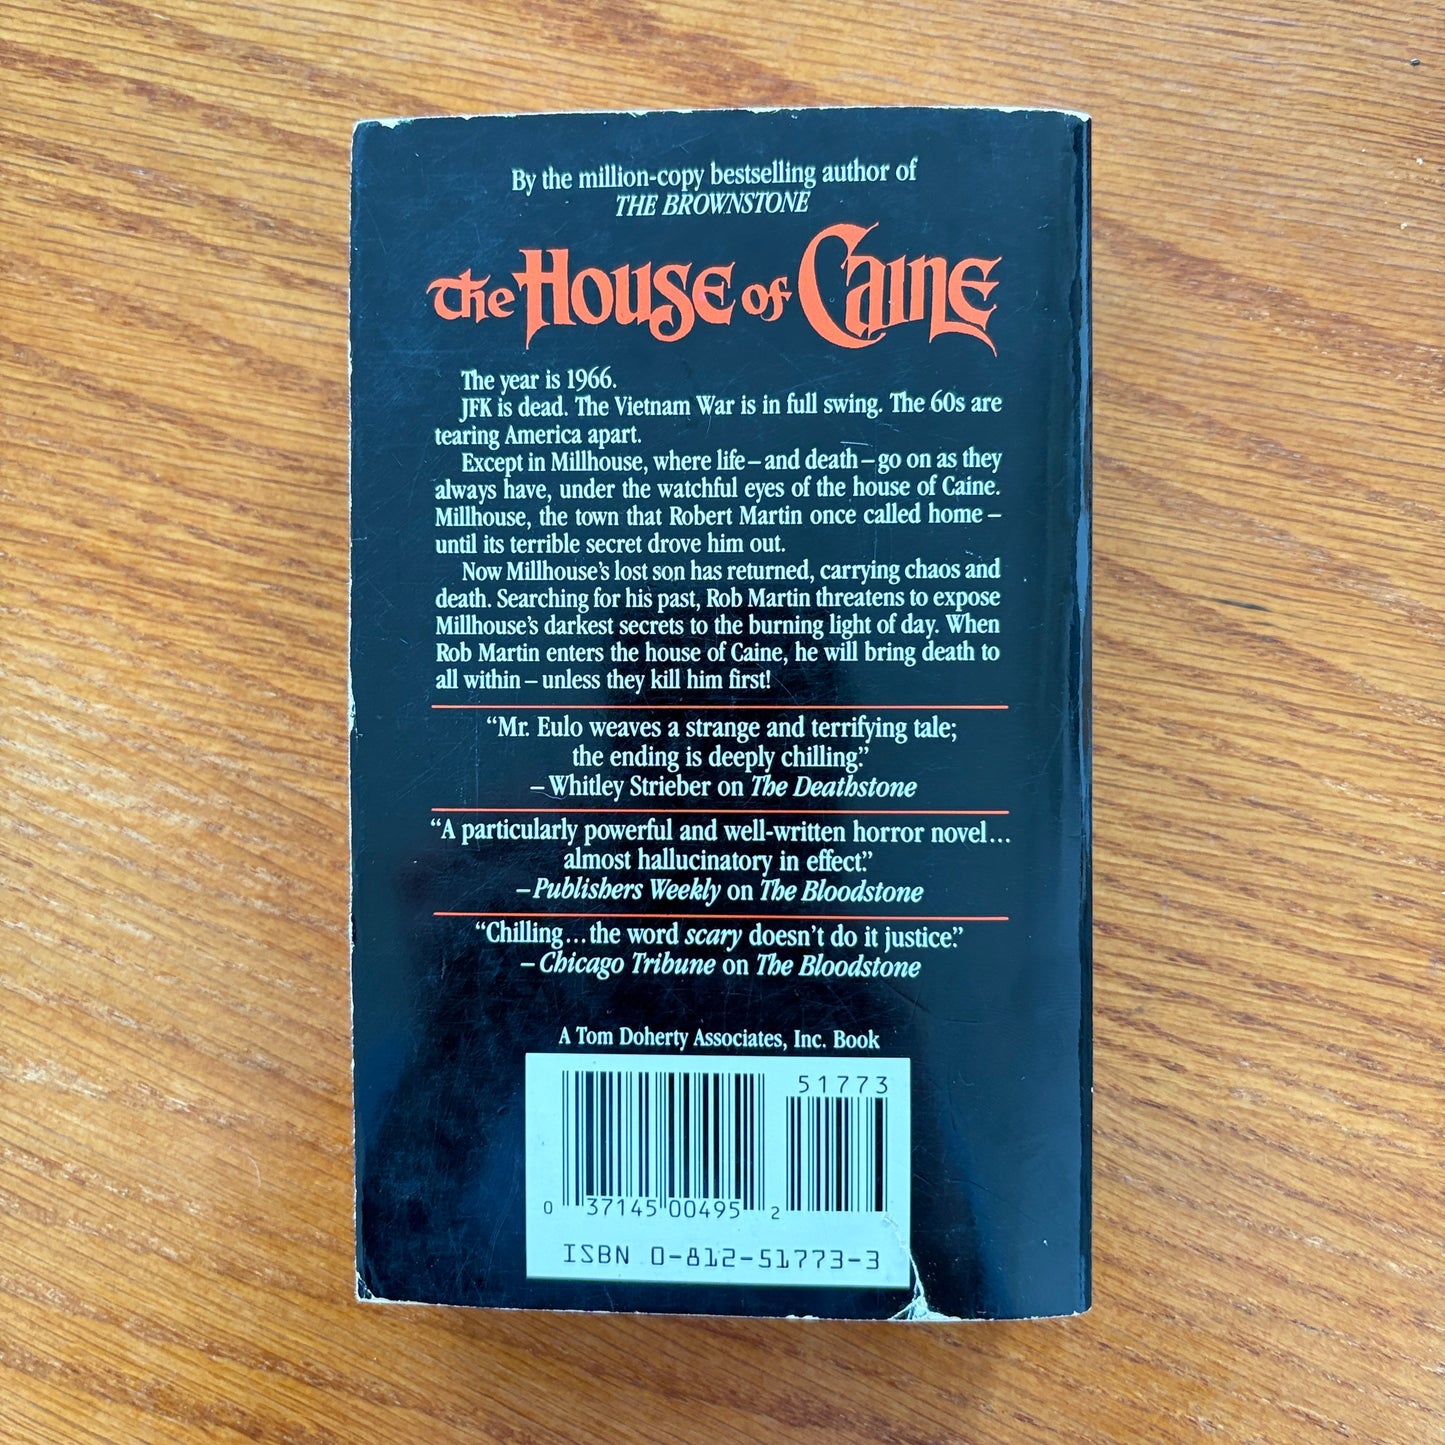 By the million-copy bestselling author of
THE BROWNSTONE
The House of Caine
The year is 1966.
JFK is dead. The Vietnam War is in full swing. The 60s are
tearing America apart.
Except in Millhouse, where life – and death – go on as they
always have, under the watchful eyes of the house of Caine.
Millhouse, the town that Robert Martin once called home –
until its terrible secret drove him out.
Now Millhouse's lost son has returned, carrying chaos and
death. Searching for his past, Rob Martin threatens to expose
Millhouse's darkest secrets to the burning light of day. When
Rob Martin enters the house of Caine, he will bring death to
all within – unless they kill him first!
"Mr. Eulo weaves a strange and terrifying tale;
the ending is deeply chilling."
– Whitley Strieber on The Deathstone
"A particularly powerful and well-written horror novel...
almost hallucinatory in effect."
– Publishers Weekly on The Bloodstone
"Chilling...the word scary doesn't do it justice."
– Chicago Tribune on The Bloodstone
A Tom Doherty Associates, Inc. Book
51773
0 37145 00495 2
ISBN 0-812-51773-3